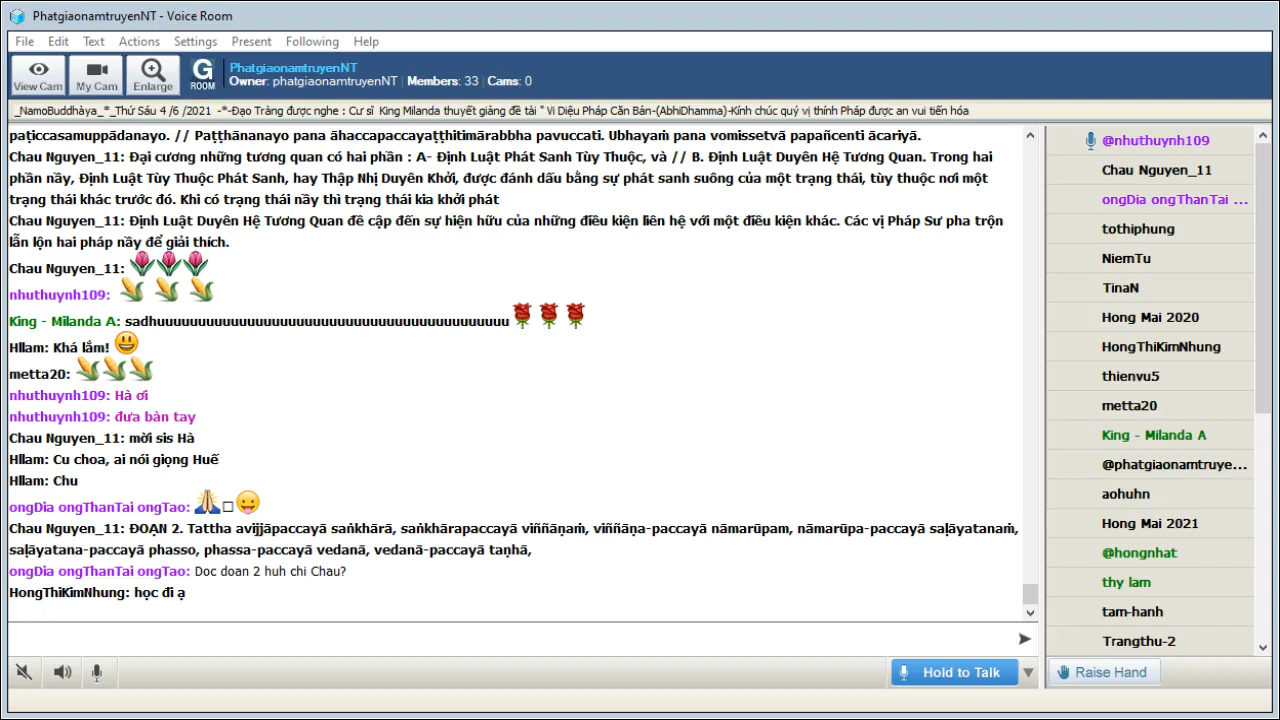 PhatgiaonamtruyenNT - Voice Room
File Edit Text Actions Settings Present Following Help
View Cam
My Cam
Enlarge
G
ROOM
PhatgiaonamtruyenNT
Owner: phatgiaonamtruyenNT | Members: 33 | Cams: 0
_NamoBuddhàya_*_Thứ Sáu 4 /6 /2021 -*-Đạo Tràng được nghe : Cư sĩ King Milanda thuyết giảng đề tài " Vi Diệu Pháp Căn Bản-(AbhiDhamma)-Kính chúc quý vị thính Pháp được an vui tiến hóa
paṭiccasamuppādanayo. // Paṭṭhānanayo pana āhaccapaccayaṭṭhitimārabbha pavuccati. Ubhayaṁ pana vomissetvā papañcenti ācariyā.
Chau Nguyen_11: Đại cương những tương quan có hai phần : A- Định Luật Phát Sanh Tùy Thuộc, và // B. Định Luật Duyên Hệ Tương Quan. Trong hai
phần nầy, Định Luật Tùy Thuộc Phát Sanh, hay Thập Nhị Duyên Khởi, được đánh dấu bằng sự phát sanh suông của một trạng thái, tùy thuộc nơi một
trạng thái khác trước đó. Khi có trạng thái nầy thì trạng thái kia khởi phát
Chau Nguyen_11: Định Luật Duyên Hệ Tương Quan đề cập đến sự hiện hữu của những điều kiện liên hệ với một điều kiện khác. Các vị Pháp Sư pha trộn
lẫn lộn hai pháp nầy để giải thích.
Chau Nguyen_11:
nhuthuynh109:
King - Milanda A: sadhuuuuuuuuuuuuuuuuuuuuuuuuuuuuuuuuuuuuuuuuuuu
Hllam: Khá lắm!
metta20:
nhuthuynh109: Hà ơi
nhuthuynh109: đưa bàn tay
Chau Nguyen_11: mời sis Hà
Hllam: Cu choa, ai nói giọng Huế
Hllam: Chu
ongDia ongThanTai ongTao:
Chau Nguyen_11: ĐOẠN 2. Tattha avijjāpaccayā saṅkhārā, saṅkhārapaccayā viññāṇaṁ, viññāṇa-paccayā nāmarūpam, nāmarūpa-paccayā saḷāyatanaṁ,
saḷāyatana-paccayā phasso, phassa-paccayā vedanā, vedanā-paccayā taṇhā,
ongDia ongThanTai ongTao: Doc doan 2 huh chi Chau?
HongThiKimNhung: học đi ạ
@nhuthuynh109
Chau Nguyen_11
ongDia ongThanTai ...
tothiphung
NiemTu
TinaN
Hong Mai 2020
HongThiKimNhung
thienvu5
metta20
King - Milanda A
@phatgiaonamtruye...
aohuhn
Hong Mai 2021
@hongnhat
thy lam
tam-hanh
Trangthu-2
Hold to Talk
Raise Hand